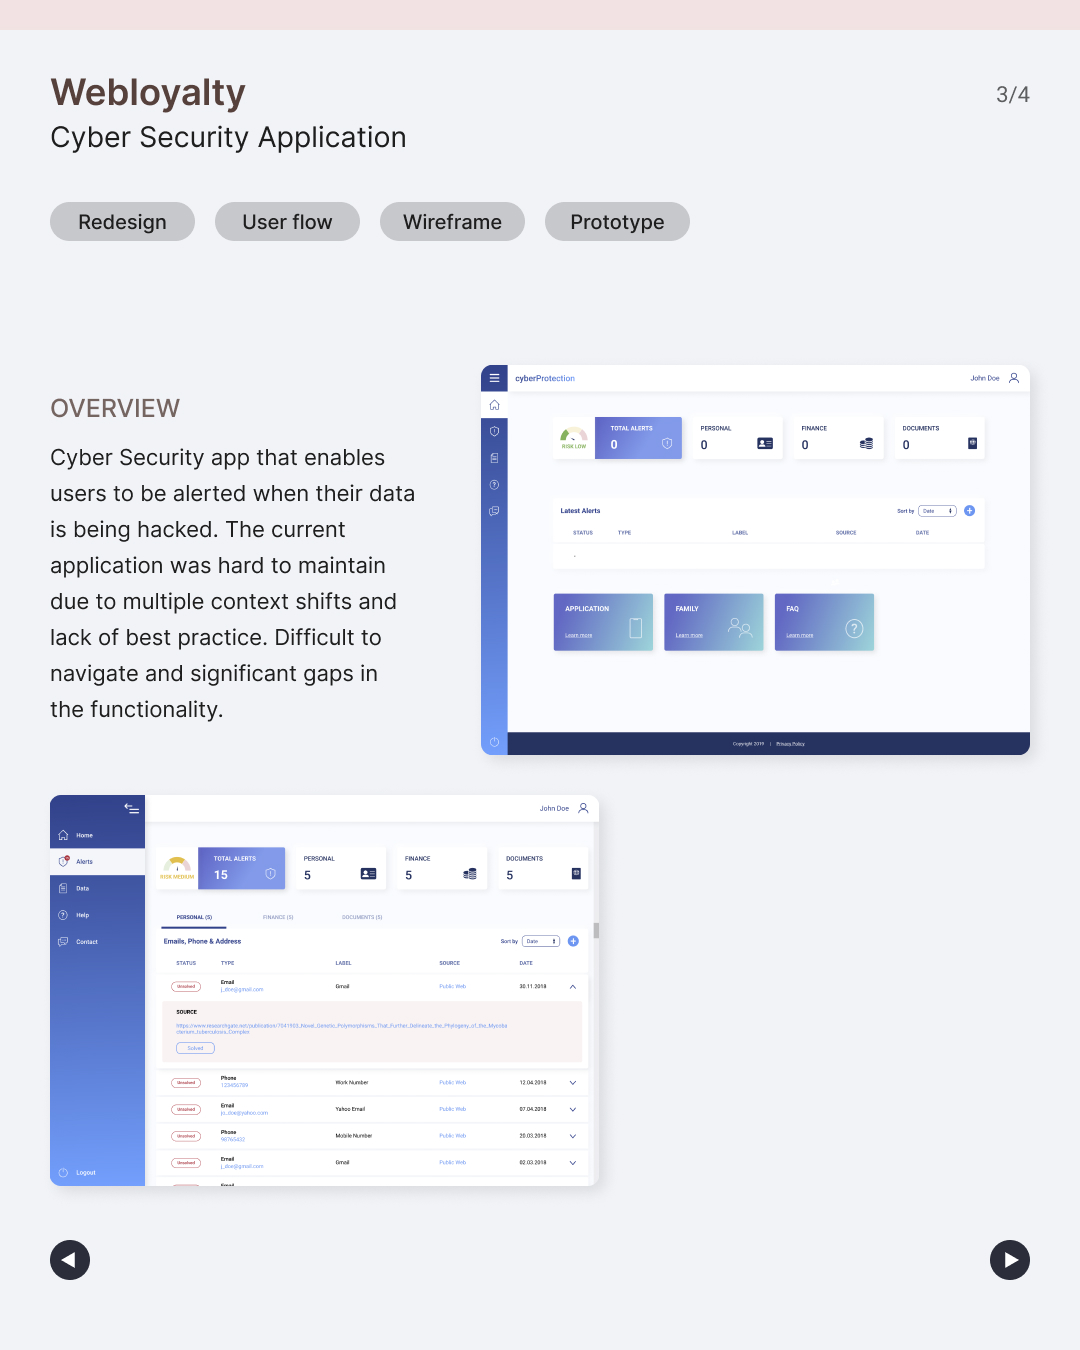 Webloyalty
3/4
Cyber Security Application
Redesign
User flow
Wireframe
Prototype
OVERVIEW
Cyber Security app that enables
users to be alerted when their data
is being hacked. The current
application was hard to maintain
due to multiple context shifts and
lack of best practice. Difficult to
navigate and significant gaps in
the functionality.
cyberProtection
John Doe
RISK LOW
TOTAL ALERTS
0
PERSONAL
0
FINANCE
0
DOCUMENTS
0
Latest Alerts
Sort by
Date
STATUS TYPE LABEL SOURCE DATE
-
APPLICATION
Learn more
FAMILY
Learn more
FAQ
Learn more
Copyright 2019 | Privacy Policy
John Doe
Home
Alerts
Data
Help
Contact
Logout
RISK MEDIUM
TOTAL ALERTS
15
PERSONAL
5
FINANCE
5
DOCUMENTS
5
PERSONAL (5)
FINANCE (5)
DOCUMENTS (5)
Emails, Phone & Address
Sort by
Date
STATUS TYPE LABEL SOURCE DATE
Unsolved
Email
j_doe@gmail.com
Gmail
Public Web
30.11.2018
SOURCE
https://www.researchgate.net/publication/7041933_Novel_Genetic_Polymorphisms_That_Further_Delineate_the_Phylogeny_of_the_Mycoba
cterium_tuberculosis_Complex
Solved
Unsolved
Phone
123456789
Work Number
Public Web
12.04.2018
Unsolved
Email
jo_doe@yahoo.com
Yahoo Email
Public Web
07.04.2018
Unsolved
Phone
98765432
Mobile Number
Public Web
20.03.2018
Unsolved
Email
j_doe@gmail.com
Gmail
Public Web
02.03.2018
Email